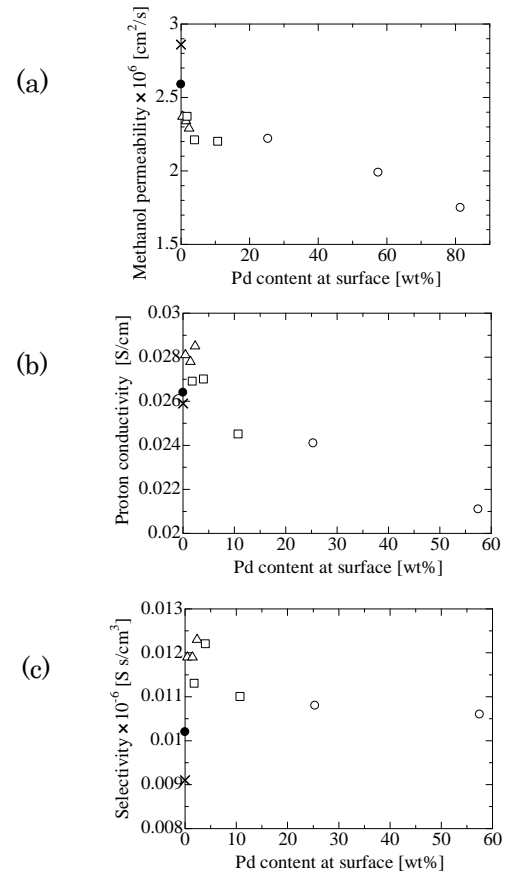 (a)
Methanol permeability × 10⁶ [cm²/s]
3
2.5
2
1.5
0 20 40 60 80
Pd content at surface [wt%]
(b)
Proton conductivity [S/cm]
0.03
0.028
0.026
0.024
0.022
0.02
0 10 20 30 40 50 60
Pd content at surface [wt%]
(c)
Selectivity × 10⁻⁶ [S s/cm³]
0.013
0.012
0.011
0.01
0.009
0.008
0 10 20 30 40 50 60
Pd content at surface [wt%]